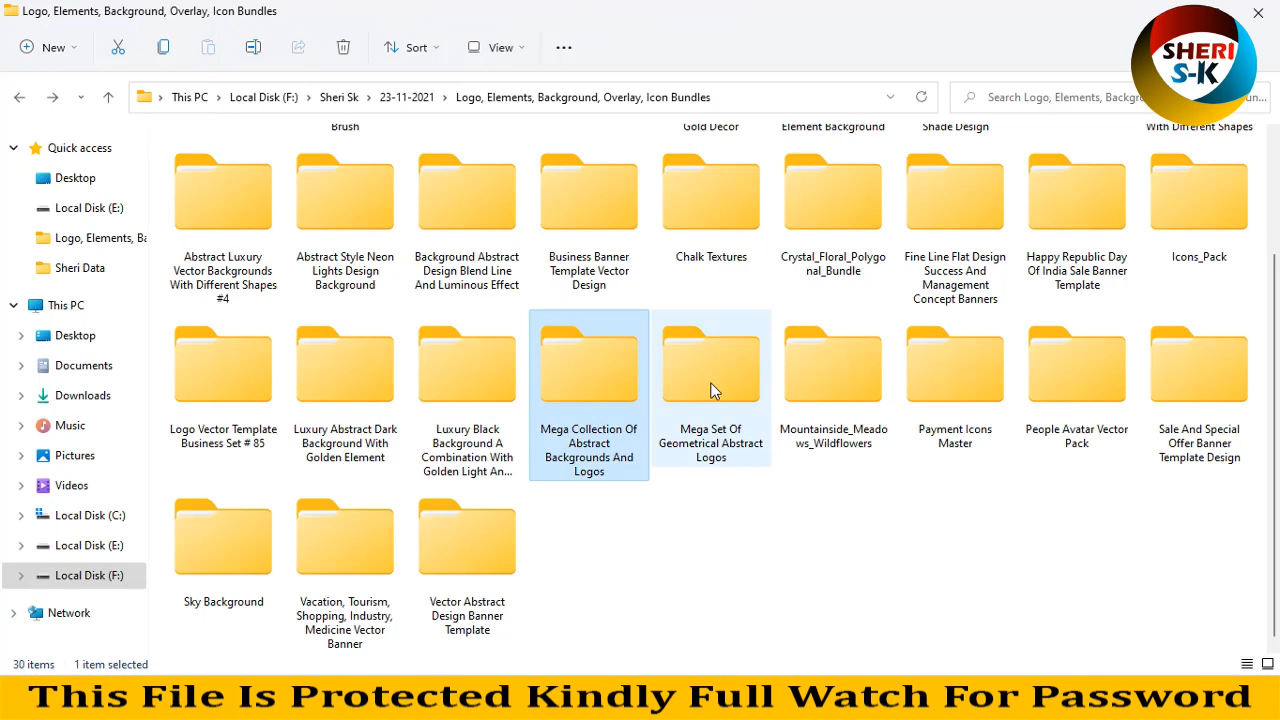 Logo, Elements, Background, Overlay, Icon Bundles
New
Sort
View
SHERI
S-K
This PC > Local Disk (F:) > Sheri Sk > 23-11-2021 > Logo, Elements, Background, Overlay, Icon Bundles
Search Logo, Elements, Backgro
un...
Quick access
Desktop
Local Disk (E:)
Logo, Elements, Ba
Sheri Data
This PC
Desktop
Documents
Downloads
Music
Pictures
Videos
Local Disk (C:)
Local Disk (E:)
Local Disk (F:)
Network
Brush
Gold Decor
Element Background
Shade Design
With Different Shapes
Abstract Luxury
Vector Backgrounds
With Different Shapes
#4
Abstract Style Neon
Lights Design
Background
Background Abstract
Design Blend Line
And Luminous Effect
Business Banner
Template Vector
Design
Chalk Textures
Crystal_Floral_Polygo
nal_Bundle
Fine Line Flat Design
Success And
Management
Concept Banners
Happy Republic Day
Of India Sale Banner
Template
Icons_Pack
Logo Vector Template
Business Set # 85
Luxury Abstract Dark
Background With
Golden Element
Luxury Black
Background A
Combination With
Golden Light An...
Mega Collection Of
Abstract
Backgrounds And
Logos
Mega Set Of
Geometrical Abstract
Logos
Mountainside_Meado
ws_Wildflowers
Payment Icons
Master
People Avatar Vector
Pack
Sale And Special
Offer Banner
Template Design
Sky Background
Vacation, Tourism,
Shopping, Industry,
Medicine Vector
Banner
Vector Abstract
Design Banner
Template
30 items
1 item selected
This File Is Protected Kindly Full Watch For Password